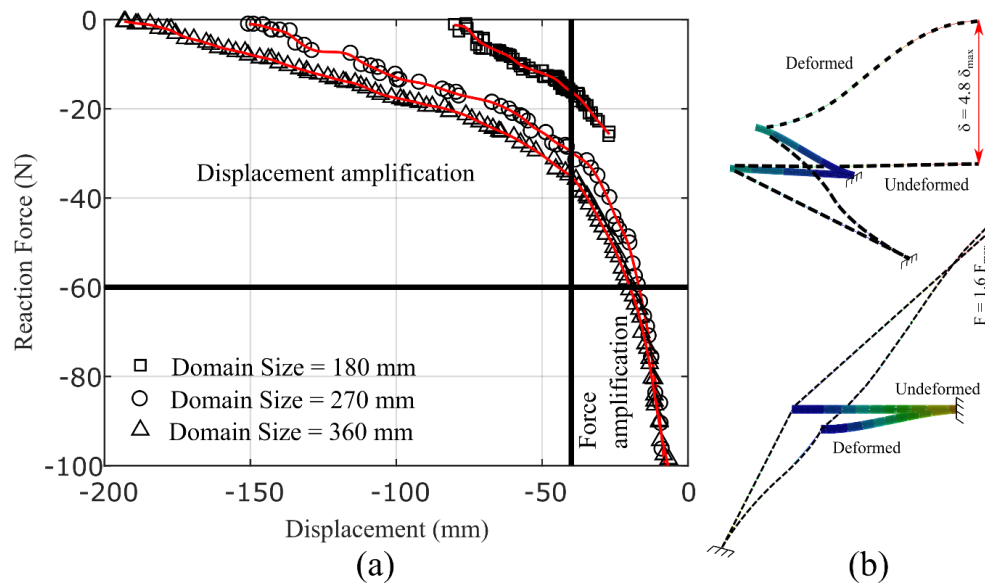 0
-20
-40
-60
-80
-100
Reaction Force (N)
-200
-150
-100
-50
0
Displacement (mm)
Displacement amplification
Force
amplification
Domain Size = 180 mm
Domain Size = 270 mm
Domain Size = 360 mm
(a)
Deformed
δ = 4.8 δmax
Undeformed
F = 1.6 F
Undeformed
Deformed
(b)